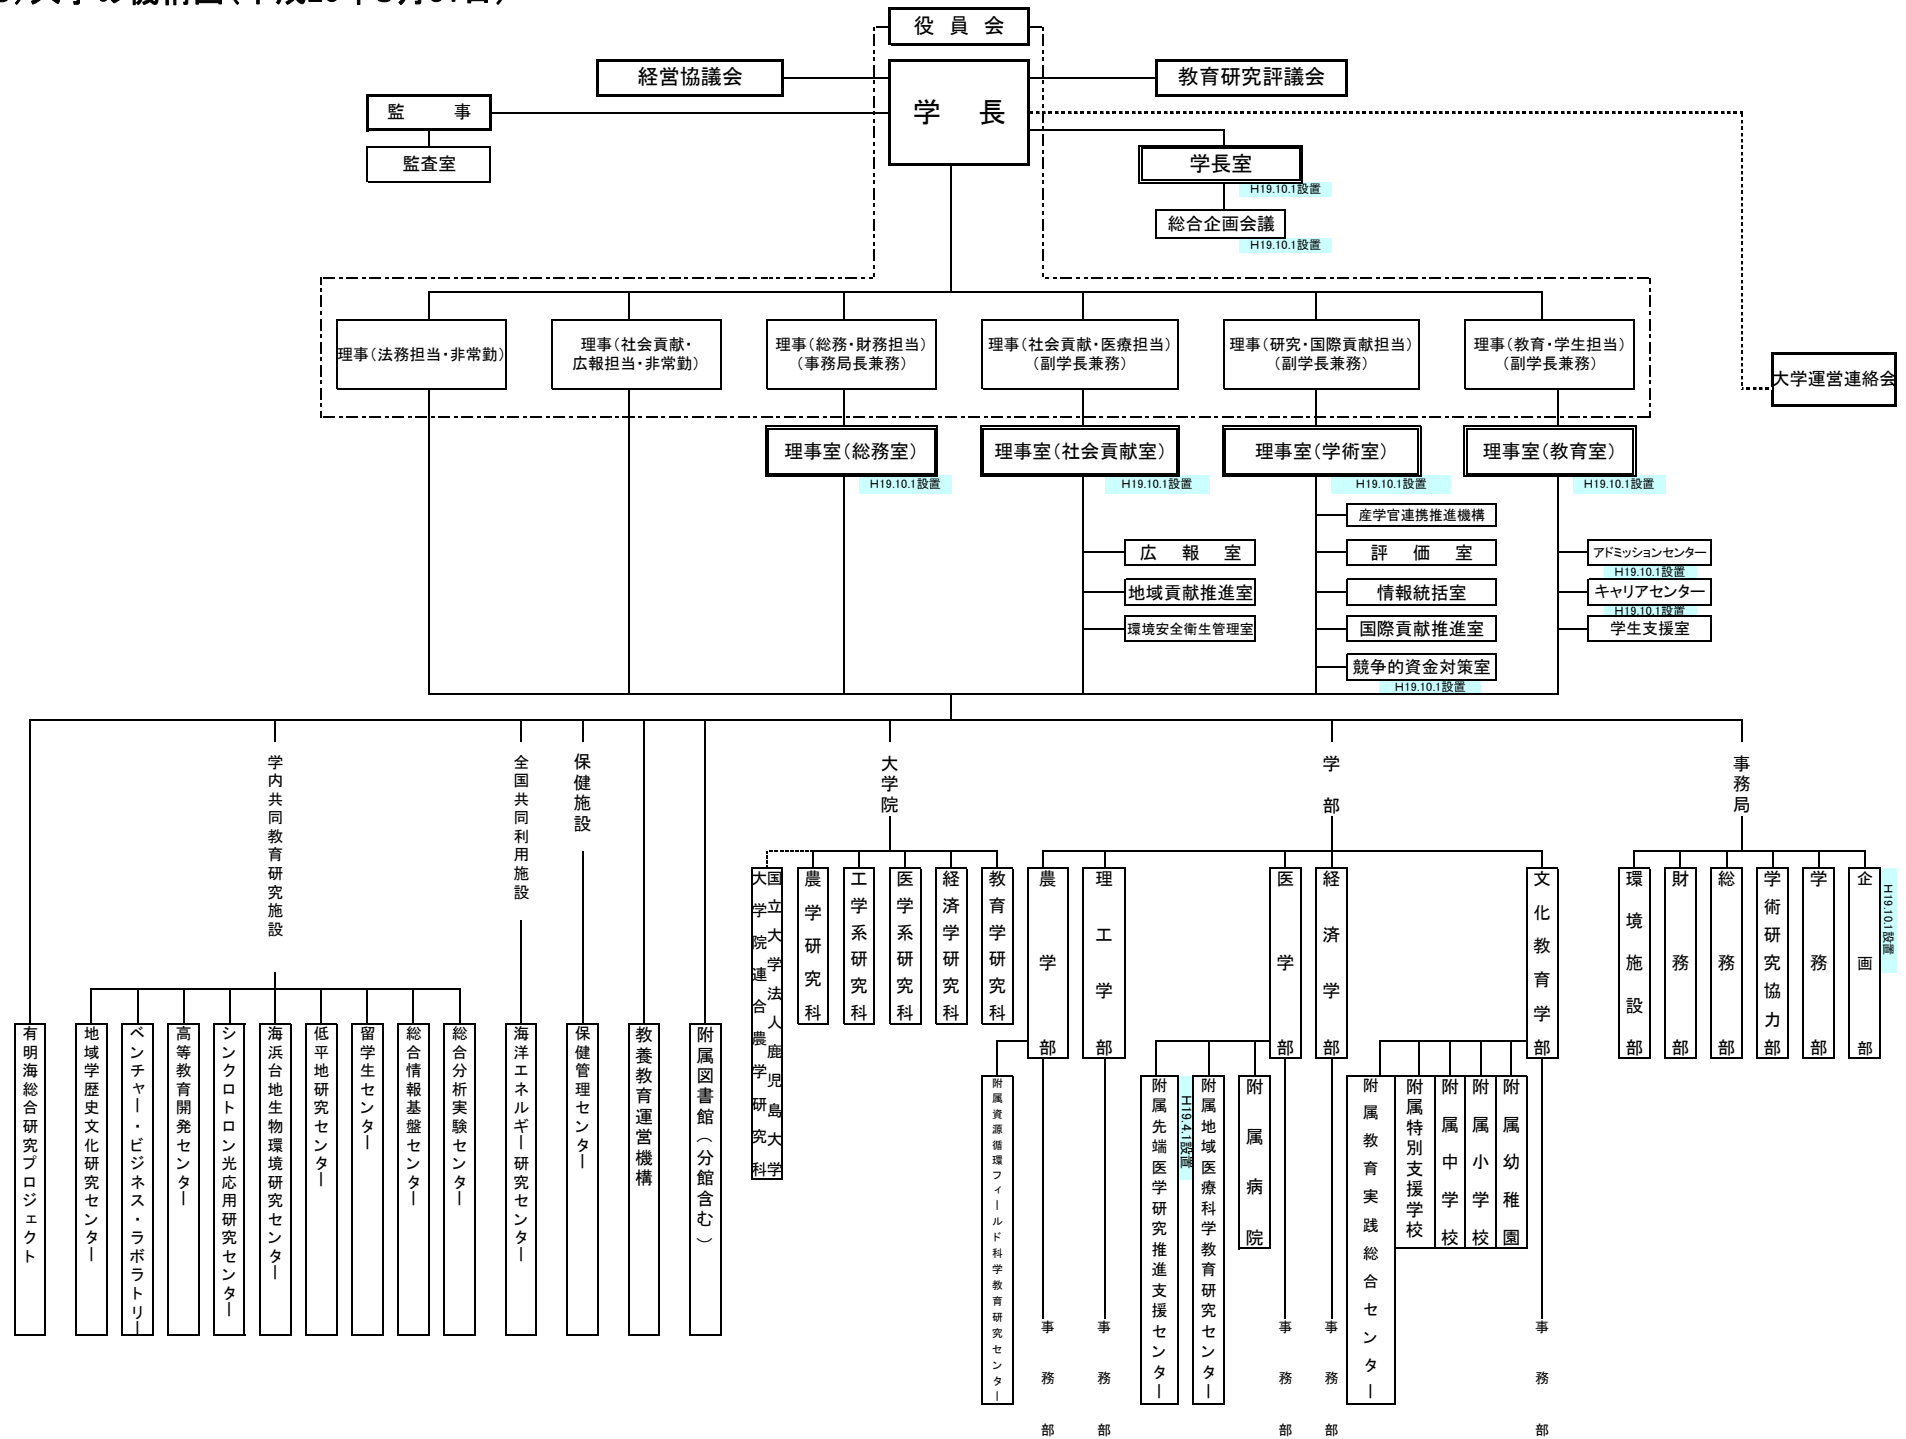 大学の機構図(平成20年3月31日)
役 員 会
経営協議会
学 長
教育研究評議会
監 事
監査室
学長室
H19.10.1設置
総合企画会議
H19.10.1設置
理事(法務担当・非常勤)
理事(社会貢献・
広報担当・非常勤)
理事(総務・財務担当)
(事務局長兼務)
理事(社会貢献・医療担当)
(副学長兼務)
理事(研究・国際貢献担当)
(副学長兼務)
理事(教育・学生担当)
(副学長兼務)
大学運営連絡会
理事室(総務室)
H19.10.1設置
理事室(社会貢献室)
H19.10.1設置
理事室(学術室)
H19.10.1設置
理事室(教育室)
H19.10.1設置
広 報 室
地域貢献推進室
環境安全衛生管理室
産学官連携推進機構
評 価 室
情報統括室
国際貢献推進室
競争的資金対策室
H19.10.1設置
アドミッションセンター
H19.10.1設置
キャリアセンター
H19.10.1設置
学生支援室
学内共同教育研究施設
全国共同利用施設
保健施設
大学院
学 部
事務局
有明海総合研究プロジェクト
地域学歴史文化研究センター
ベンチャー・ビジネス・ラボラトリー
高等教育開発センター
シンクロトロン光応用研究センター
海浜台地生物環境研究センター
低平地研究センター
留学生センター
総合情報基盤センター
総合分析実験センター
海洋エネルギー研究センター
保健管理センター
教養教育運営機構
附属図書館(分館含む)
国立大学法人鹿児島大学
大学院連合農学研究科
農学研究科
工学系研究科
医学系研究科
経済学研究科
教育学研究科
農学部
理工学部
医学部
経済学部
文化教育学部
環境施設部
財務部
総務部
学術研究協力部
学務部
企画部
H19.10.1設置
附属資源循環フィールド科学教育研究センター
事務部
事務部
附属先端医学研究推進支援センター
H19.4.1設置
附属地域医療科学教育研究センター
附属病院
事務部
事務部
附属教育実践総合センター
附属特別支援学校
附属中学校
附属小学校
附属幼稚園
事務部